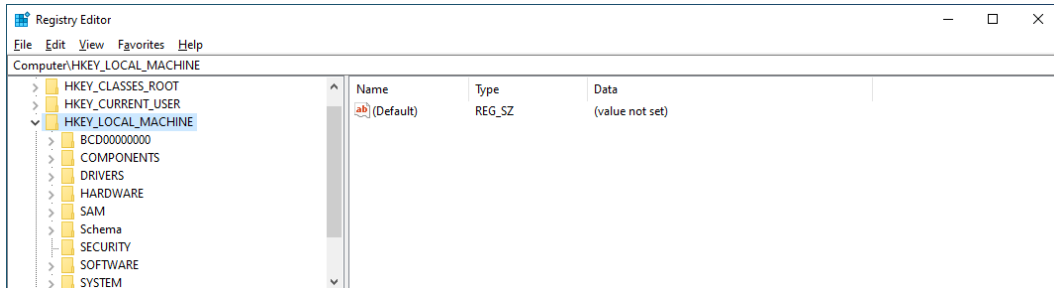 Registry Editor
File Edit View Favorites Help
Computer\HKEY_LOCAL_MACHINE
HKEY_CLASSES_ROOT
HKEY_CURRENT_USER
HKEY_LOCAL_MACHINE
BCD00000000
COMPONENTS
DRIVERS
HARDWARE
SAM
Schema
SECURITY
SOFTWARE
SYSTEM
Name Type Data
ab (Default) REG_SZ (value not set)